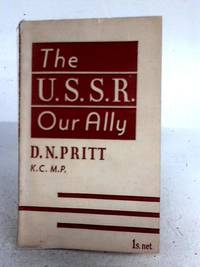 The
U.S.S.R.
Our Ally
D.N.PRITT
K.C. M.P.
1s. net